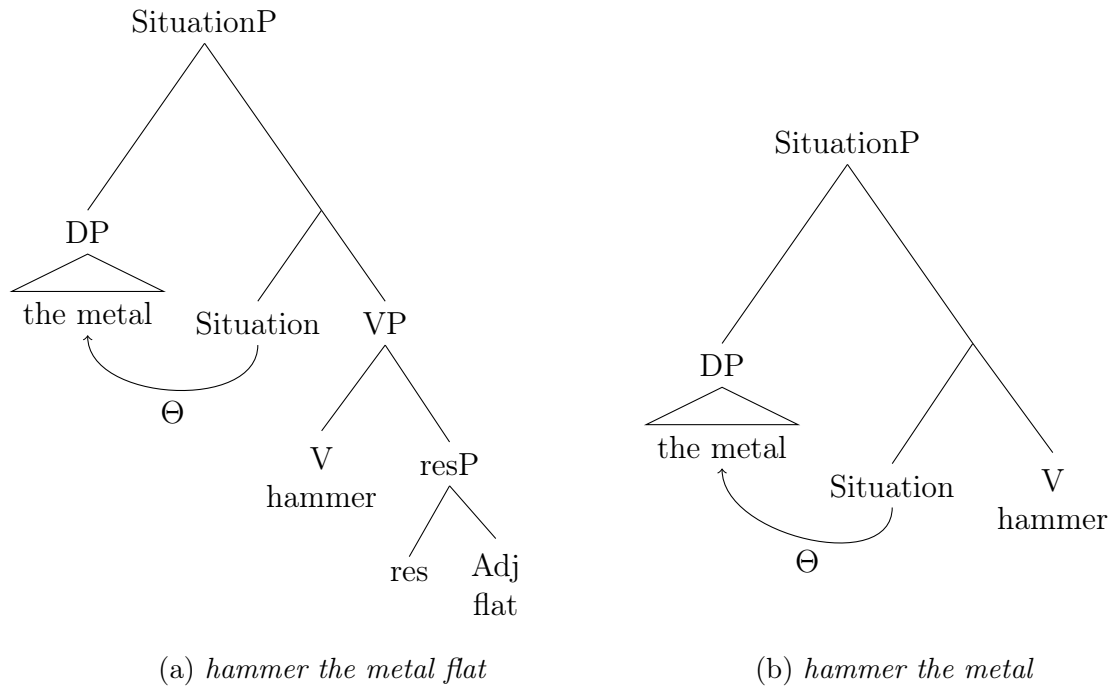 SituationP
DP
the metal
Situation
VP
Θ
V
hammer
resP
res
Adj
flat
(a) hammer the metal flat
SituationP
DP
the metal
Situation
V
hammer
Θ
(b) hammer the metal